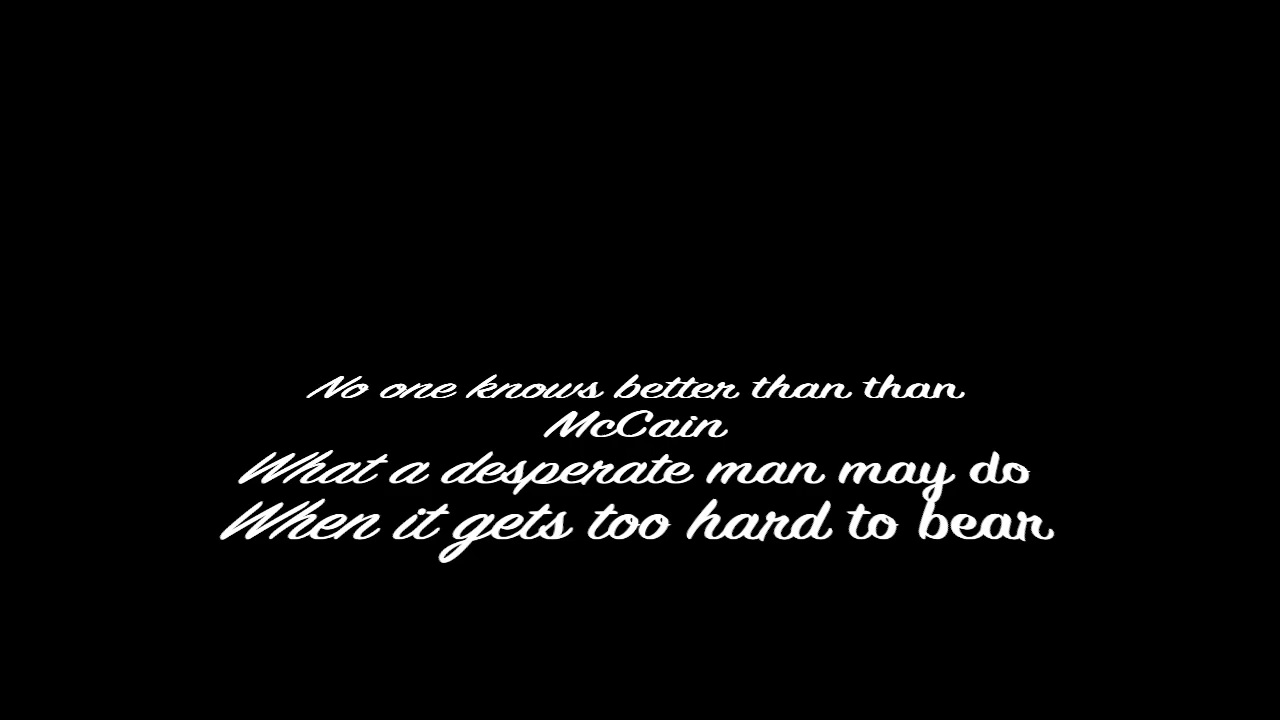 No one knows better than than
McCain
What a desperate man may do
When it gets too hard to bear